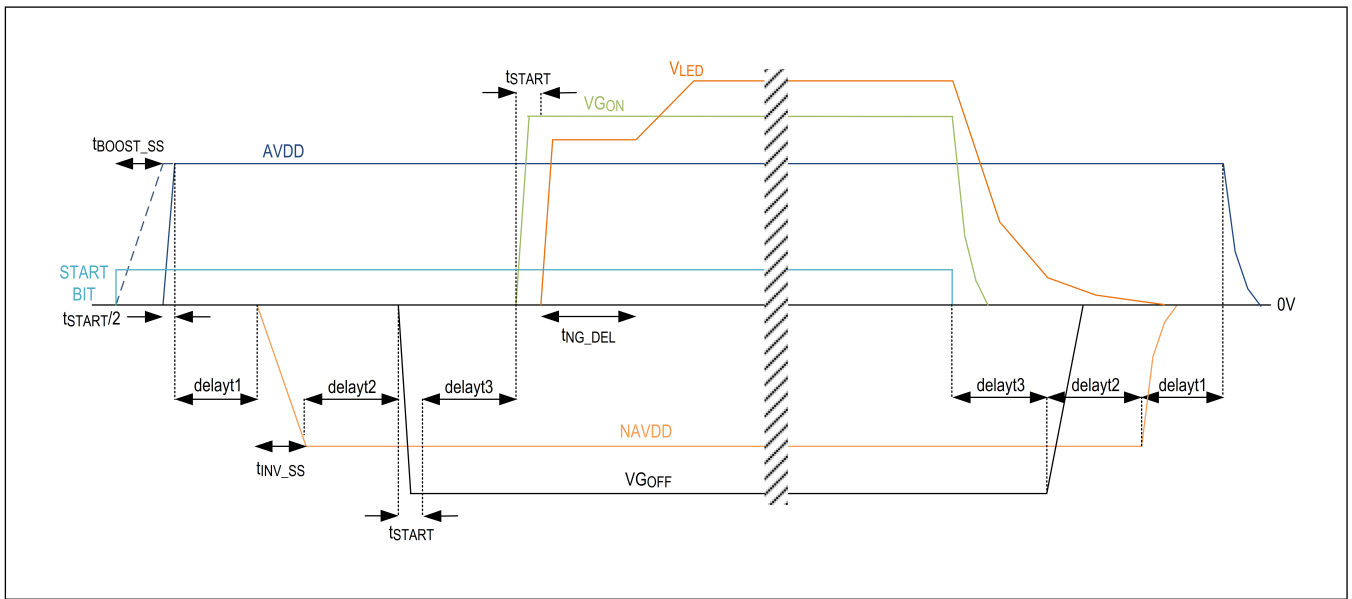 VLED
tSTART
VGON
tBOOST_SS
AVDD
START
BIT
0V
tSTART/2
tNG_DEL
delayt1
delayt2
delayt3
delayt3
delayt2
delayt1
NAVDD
tINV_SS
VGOFF
tSTART